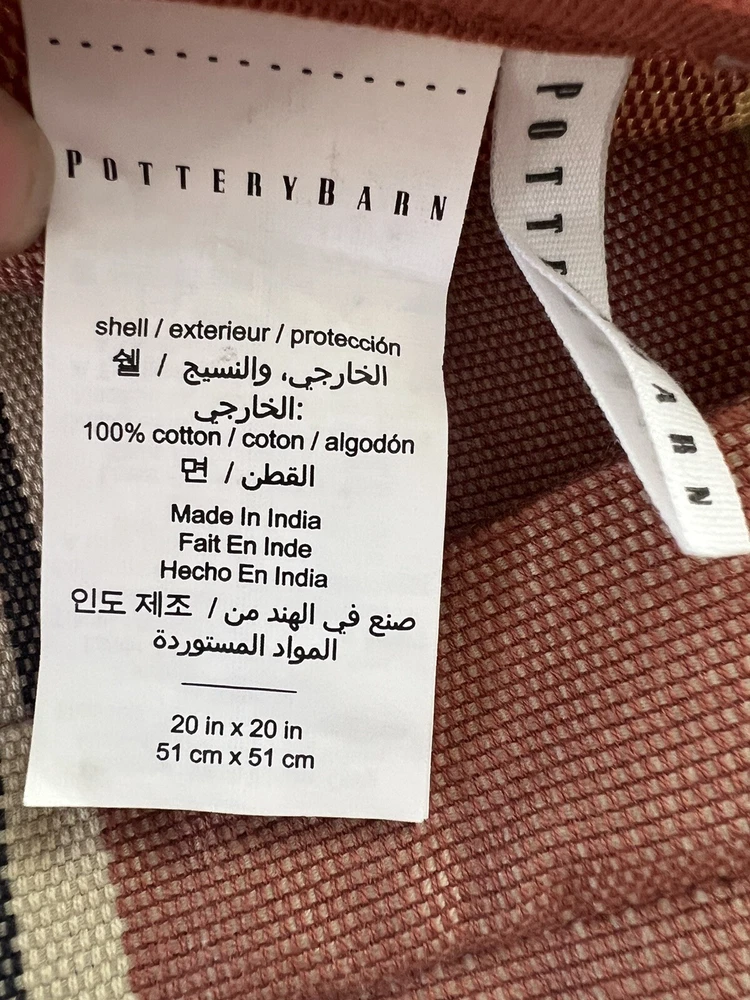 POTTERYBARN
shell / exterieur / protección
쉘 / الخارجي، والنسيج
الخارجي:
100% cotton / coton / algodón
면 / القطن
Made In India
Fait En Inde
Hecho En India
인도 제조 / صنع في الهند من
المواد المستوردة
20 in x 20 in
51 cm x 51 cm
POTTE
ARN